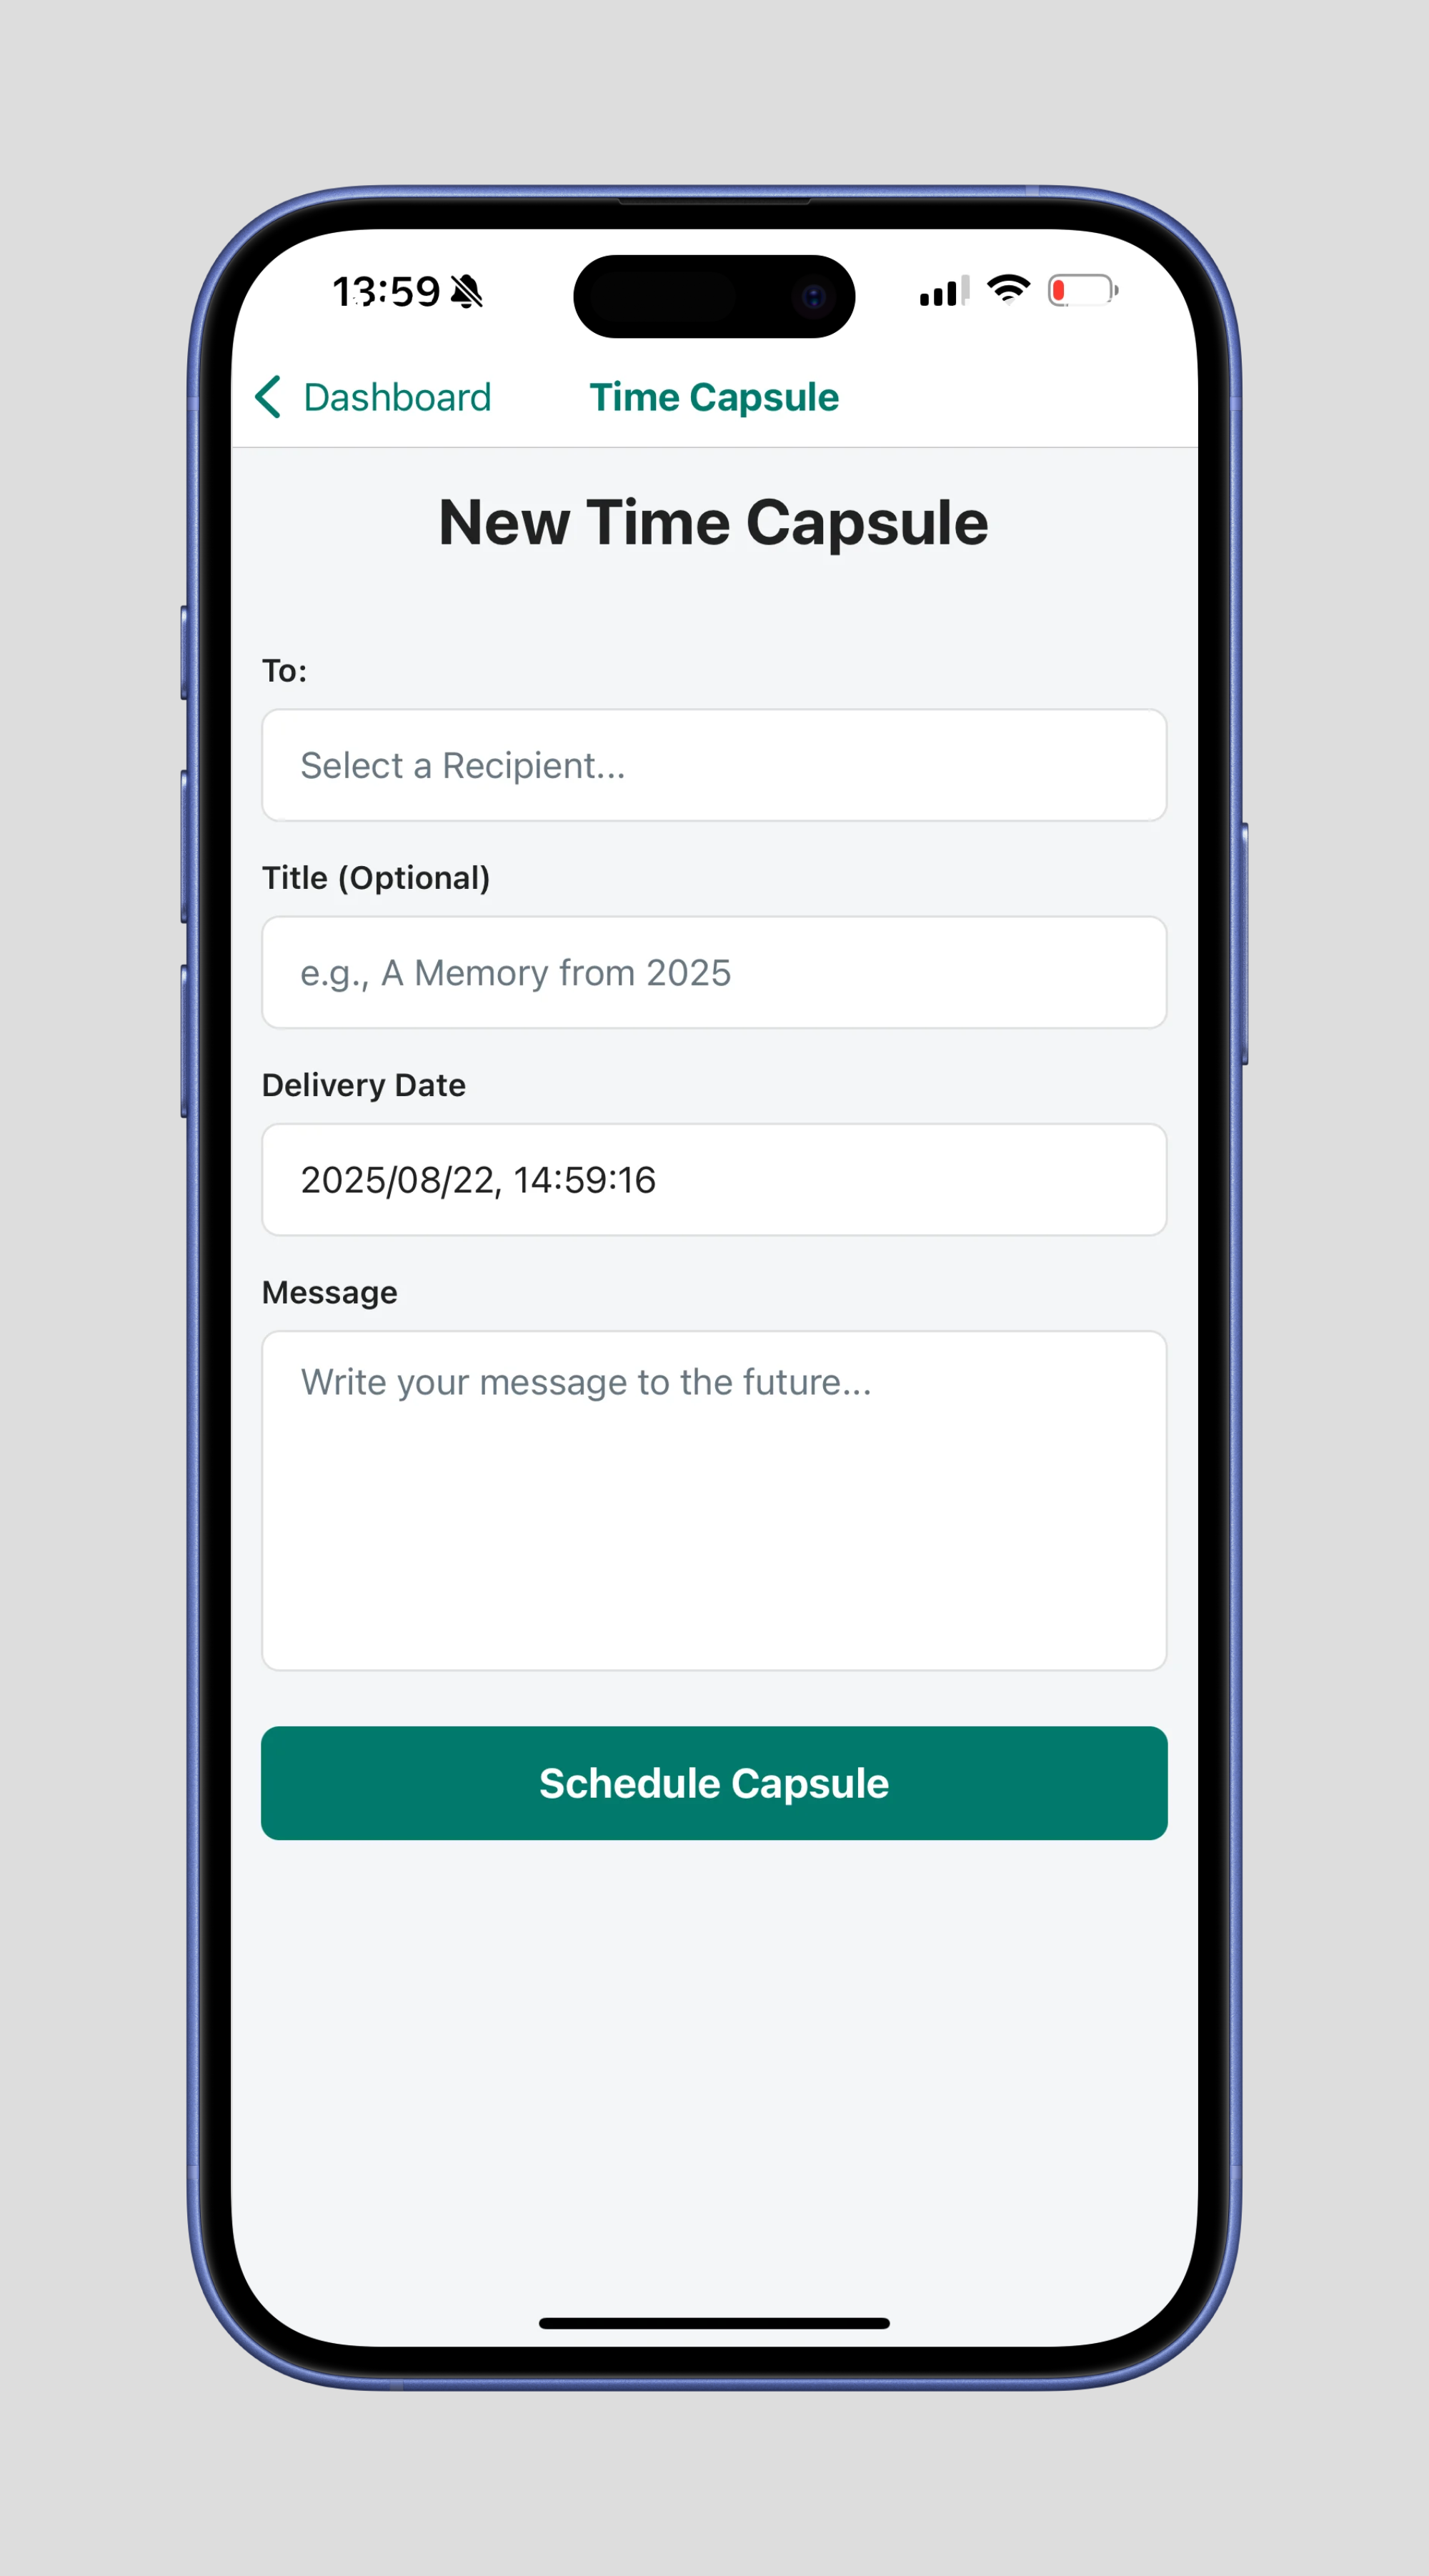 13:59
Dashboard Time Capsule
New Time Capsule
To:
Select a Recipient...
Title (Optional)
e.g., A Memory from 2025
Delivery Date
2025/08/22, 14:59:16
Message
Write your message to the future...
Schedule Capsule